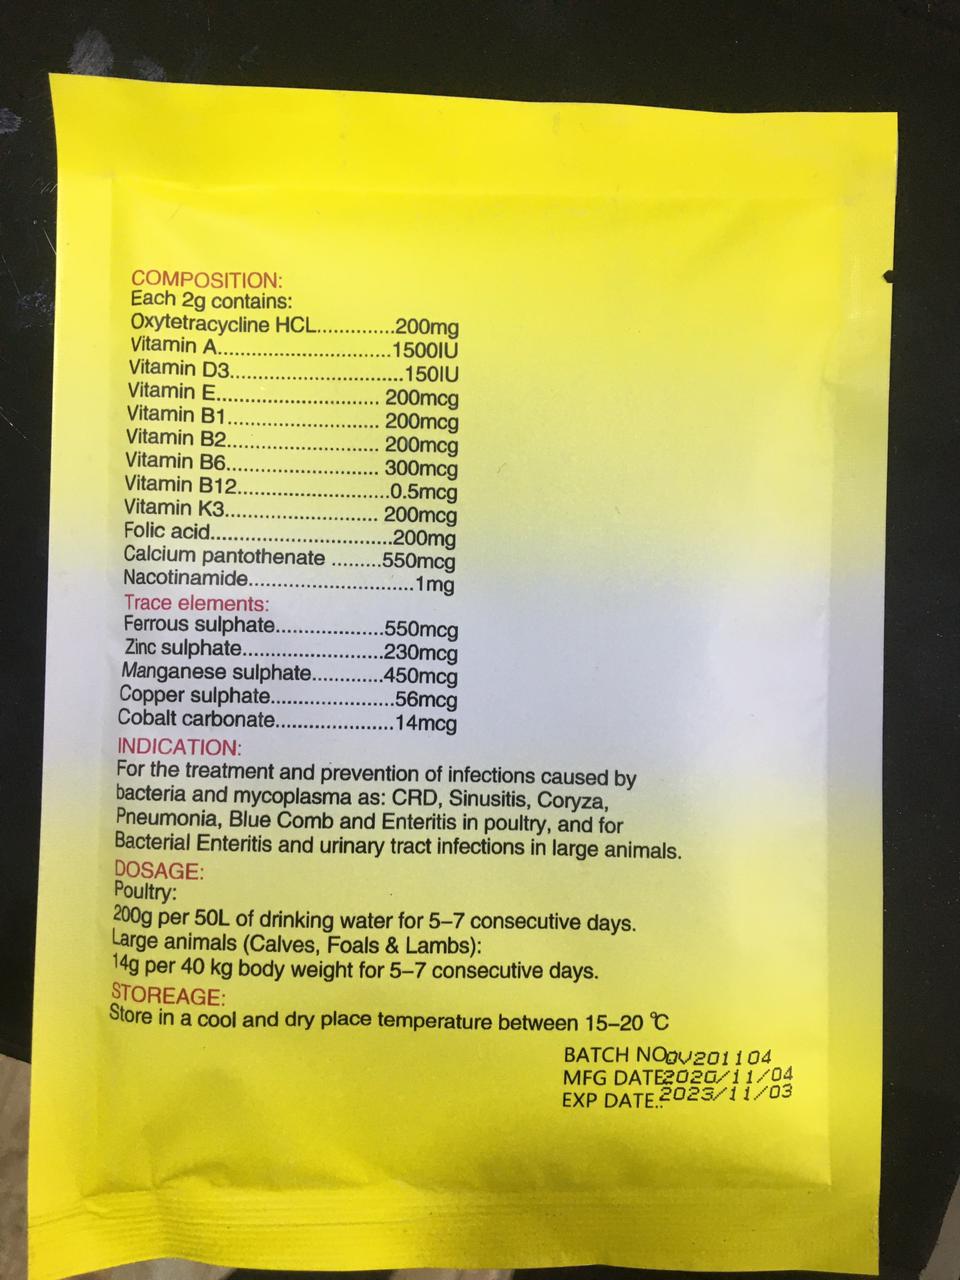 COMPOSITION:
Each 2g contains:
Oxytetracycline HCL..............200mg
Vitamin A................................1500IU
Vitamin D3...............................150IU
Vitamin E.............................. 200mcg
Vitamin B1............................ 200mcg
Vitamin B2............................ 200mcg
Vitamin B6............................ 300mcg
Vitamin B12............................0.5mcg
Vitamin K3............................ 200mcg
Folic acid.................................200mg
Calcium pantothenate .........550mcg
Nacotinamide..............................1mg
Trace elements:
Ferrous sulphate....................550mcg
Zinc sulphate..........................230mcg
Manganese sulphate.............450mcg
Copper sulphate.......................56mcg
Cobalt carbonate......................14mcg
INDICATION:
For the treatment and prevention of infections caused by
bacteria and mycoplasma as: CRD, Sinusitis, Coryza,
Pneumonia, Blue Comb and Enteritis in poultry, and for
Bacterial Enteritis and urinary tract infections in large animals.
DOSAGE:
Poultry:
200g per 50L of drinking water for 5–7 consecutive days.
Large animals (Calves, Foals & Lambs):
14g per 40 kg body weight for 5–7 consecutive days.
STOREAGE:
Store in a cool and dry place temperature between 15–20 ℃
BATCH NO
MFG DATE2020/11/04
EXP DATE.:2023/11/03